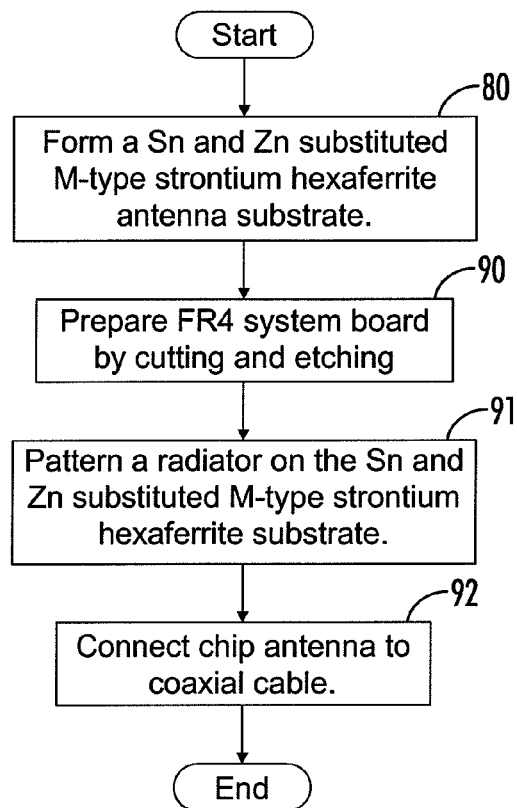 Start
80
Form a Sn and Zn substituted
M-type strontium hexaferrite
antenna substrate.
90
Prepare FR4 system board
by cutting and etching
91
Pattern a radiator on the Sn and
Zn substituted M-type strontium
hexaferrite substrate.
92
Connect chip antenna to
coaxial cable.
End